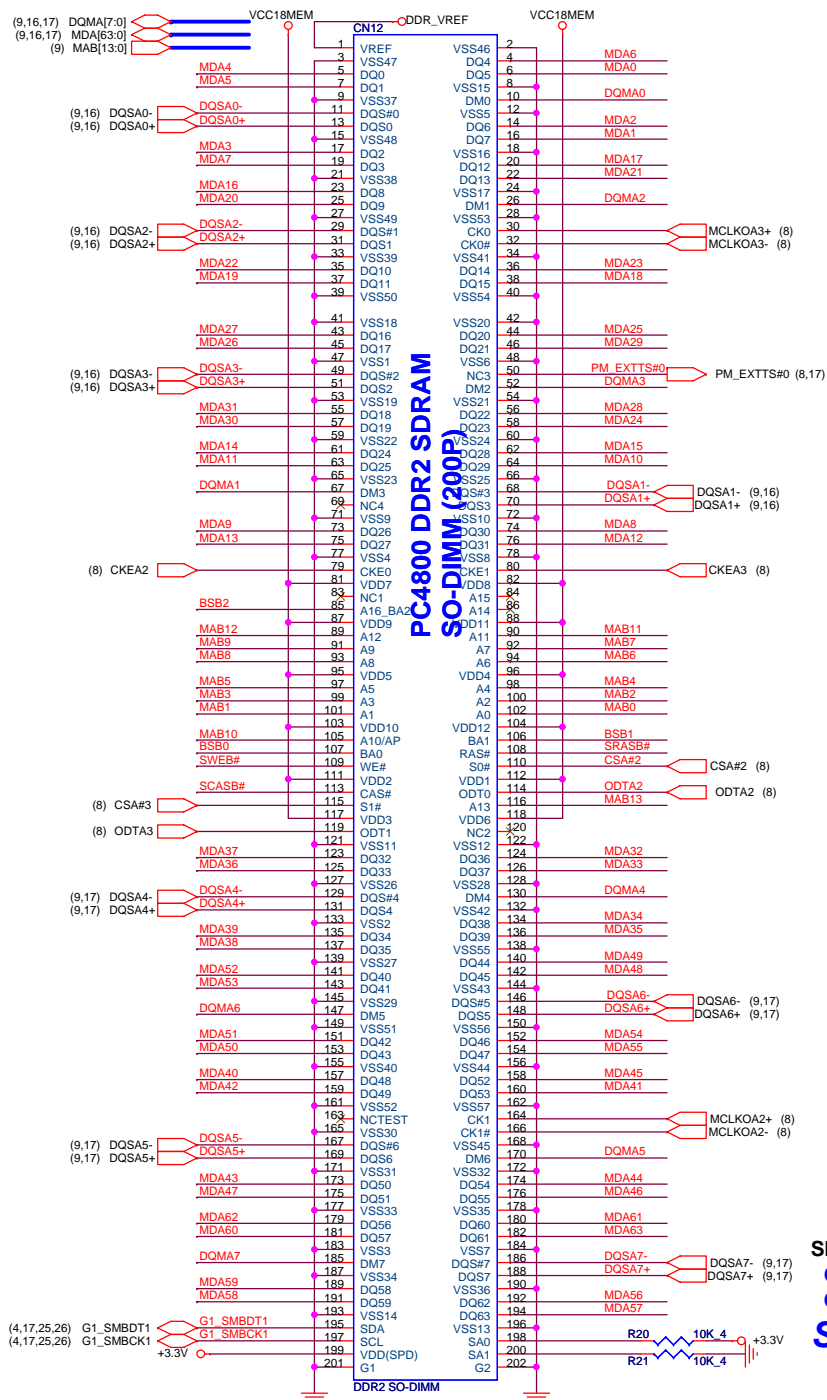 (9,16,17) DQMA[7:0]
(9,16,17) MDA[63:0]
(9) MAB[13:0]
VCC18MEM
DDR_VREF
VCC18MEM
CN12
1 VREF VSS46 2
3 VSS47 DQ4 4 MDA6
MDA4 5 DQ0 DQ5 6 MDA0
MDA5 7 DQ1 VSS15 8
9 VSS37 DM0 10 DQMA0
(9,16) DQSA0- DQSA0- 11 DQS#0 VSS5 12
(9,16) DQSA0+ DQSA0+ 13 DQS0 DQ6 14 MDA2
15 VSS48 DQ7 16 MDA1
MDA3 17 DQ2 VSS16 18
MDA7 19 DQ3 DQ12 20 MDA17
21 VSS38 DQ13 22 MDA21
MDA16 23 DQ8 VSS17 24
MDA20 25 DQ9 DM1 26 DQMA2
27 VSS49 VSS53 28
(9,16) DQSA2- DQSA2- 29 DQS#1 CK0 30 MCLKOA3+ (8)
(9,16) DQSA2+ DQSA2+ 31 DQS1 CK0# 32 MCLKOA3- (8)
33 VSS39 VSS41 34
MDA22 35 DQ10 DQ14 36 MDA23
MDA19 37 DQ11 DQ15 38 MDA18
39 VSS50 VSS54 40
41 VSS18 VSS20 42
MDA27 43 DQ16 DQ20 44 MDA25
MDA26 45 DQ17 DQ21 46 MDA29
47 VSS1 VSS6 48
(9,16) DQSA3- DQSA3- 49 DQS#2 NC3 50 PM_EXTTS#0 PM_EXTTS#0 (8,17)
(9,16) DQSA3+ DQSA3+ 51 DQS2 DM2 52 DQMA3
53 VSS19 VSS21 54
MDA31 55 DQ18 DQ22 56 MDA28
MDA30 57 DQ19 DQ23 58 MDA24
59 VSS22 VSS24 60
MDA14 61 DQ24 DQ28 62 MDA15
MDA11 63 DQ25 DQ29 64 MDA10
65 VSS23 VSS25 66
DQMA1 67 DM3 DQS#3 68 DQSA1- DQSA1- (9,16)
69 NC4 DQS3 70 DQSA1+ DQSA1+ (9,16)
71 VSS9 VSS10 72
MDA9 73 DQ26 DQ30 74 MDA8
MDA13 75 DQ27 DQ31 76 MDA12
77 VSS4 VSS8 78
(8) CKEA2 79 CKE0 CKE1 80 CKEA3 (8)
81 VDD7 VDD8 82
83 NC1 A15 84
BSB2 85 A16_BA2 A14 86
87 VDD9 VDD11 88
MAB12 89 A12 A11 90 MAB11
MAB9 91 A9 A7 92 MAB7
MAB8 93 A8 A6 94 MAB6
95 VDD5 VDD4 96
MAB5 97 A5 A4 98 MAB4
MAB3 99 A3 A2 100 MAB2
MAB1 101 A1 A0 102 MAB0
103 VDD10 VDD12 104
MAB10 105 A10/AP BA1 106 BSB1
BSB0 107 BA0 RAS# 108 SRASB#
SWEB# 109 WE# S0# 110 CSA#2 CSA#2 (8)
111 VDD2 VDD1 112
SCASB# 113 CAS# ODT0 114 ODTA2 ODTA2 (8)
(8) CSA#3 115 S1# A13 116 MAB13
117 VDD3 VDD6 118
(8) ODTA3 119 ODT1 NC2 120
121 VSS11 VSS12 122
MDA37 123 DQ32 DQ36 124 MDA32
MDA36 125 DQ33 DQ37 126 MDA33
127 VSS26 VSS28 128
(9,17) DQSA4- DQSA4- 129 DQS#4 DM4 130 DQMA4
(9,17) DQSA4+ DQSA4+ 131 DQS4 VSS42 132
133 VSS2 DQ38 134 MDA34
MDA39 135 DQ34 DQ39 136 MDA35
MDA38 137 DQ35 VSS55 138
139 VSS27 DQ44 140 MDA49
MDA52 141 DQ40 DQ45 142 MDA48
MDA53 143 DQ41 VSS43 144
145 VSS29 DQS#5 146 DQSA6- DQSA6- (9,17)
DQMA6 147 DM5 DQS5 148 DQSA6+ DQSA6+ (9,17)
149 VSS51 VSS56 150
MDA51 151 DQ42 DQ46 152 MDA54
MDA50 153 DQ43 DQ47 154 MDA55
155 VSS40 VSS44 156
MDA40 157 DQ48 DQ52 158 MDA45
MDA42 159 DQ49 DQ53 160 MDA41
161 VSS52 VSS57 162
163 NCTEST CK1 164 MCLKOA2+ (8)
165 VSS30 CK1# 166 MCLKOA2- (8)
(9,17) DQSA5- DQSA5- 167 DQS#6 VSS45 168
(9,17) DQSA5+ DQSA5+ 169 DQS6 DM6 170 DQMA5
171 VSS31 VSS32 172
MDA43 173 DQ50 DQ54 174 MDA44
MDA47 175 DQ51 DQ55 176 MDA46
177 VSS33 VSS35 178
MDA62 179 DQ56 DQ60 180 MDA61
MDA60 181 DQ57 DQ61 182 MDA63
183 VSS3 VSS7 184
DQMA7 185 DM7 DQS#7 186 DQSA7- DQSA7- (9,17)
187 VSS34 DQS7 188 DQSA7+ DQSA7+ (9,17)
MDA59 189 DQ58 VSS36 190
MDA58 191 DQ59 DQ62 192 MDA56
193 VSS14 DQ63 194 MDA57
(4,17,25,26) G1_SMBDT1 G1_SMBDT1 195 SDA VSS13 196
(4,17,25,26) G1_SMBCK1 G1_SMBCK1 197 SCL SA0 198 R20 10K_4 +3.3V
+3.3V 199 VDD(SPD) SA1 200 R21 10K_4
201 G1 G2 202
DDR2 SO-DIMM
PC4800 DDR2 SDRAM
SO-DIMM (200P)